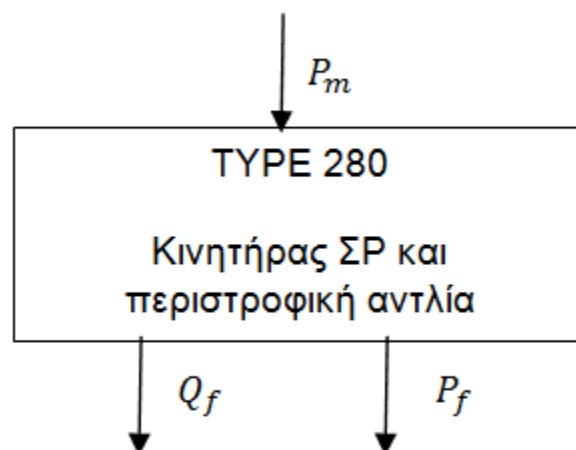 P_m
TYPE 280
Κινητήρας ΣΡ και
περιστροφική αντλία
Q_f P_f